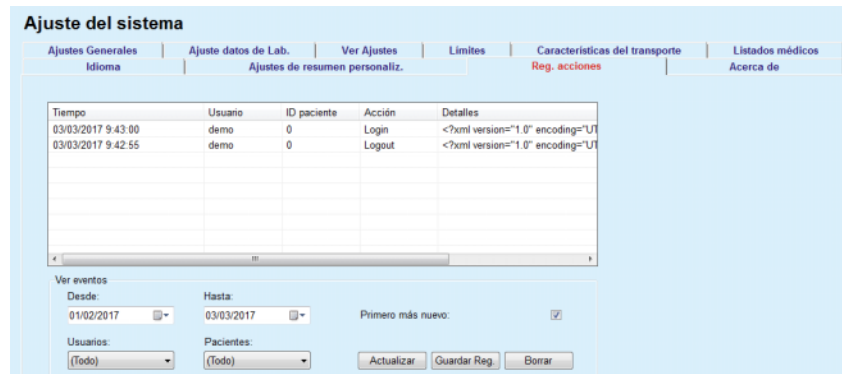 Ajuste del sistema
Ajustes Generales Ajuste datos de Lab. Ver Ajustes Límites Características del transporte Listados médicos
Idioma Ajustes de resumen personaliz. Reg. acciones Acerca de
Tiempo Usuario ID paciente Acción Detalles
03/03/2017 9:43:00 demo 0 Login <?xml version="1.0" encoding="UT
03/03/2017 9:42:55 demo 0 Logout <?xml version="1.0" encoding="UT
Ver eventos
Desde: Hasta:
01/02/2017 03/03/2017 Primero más nuevo:
Usuarios: Pacientes:
(Todo) (Todo) Actualizar Guardar Reg. Borrar